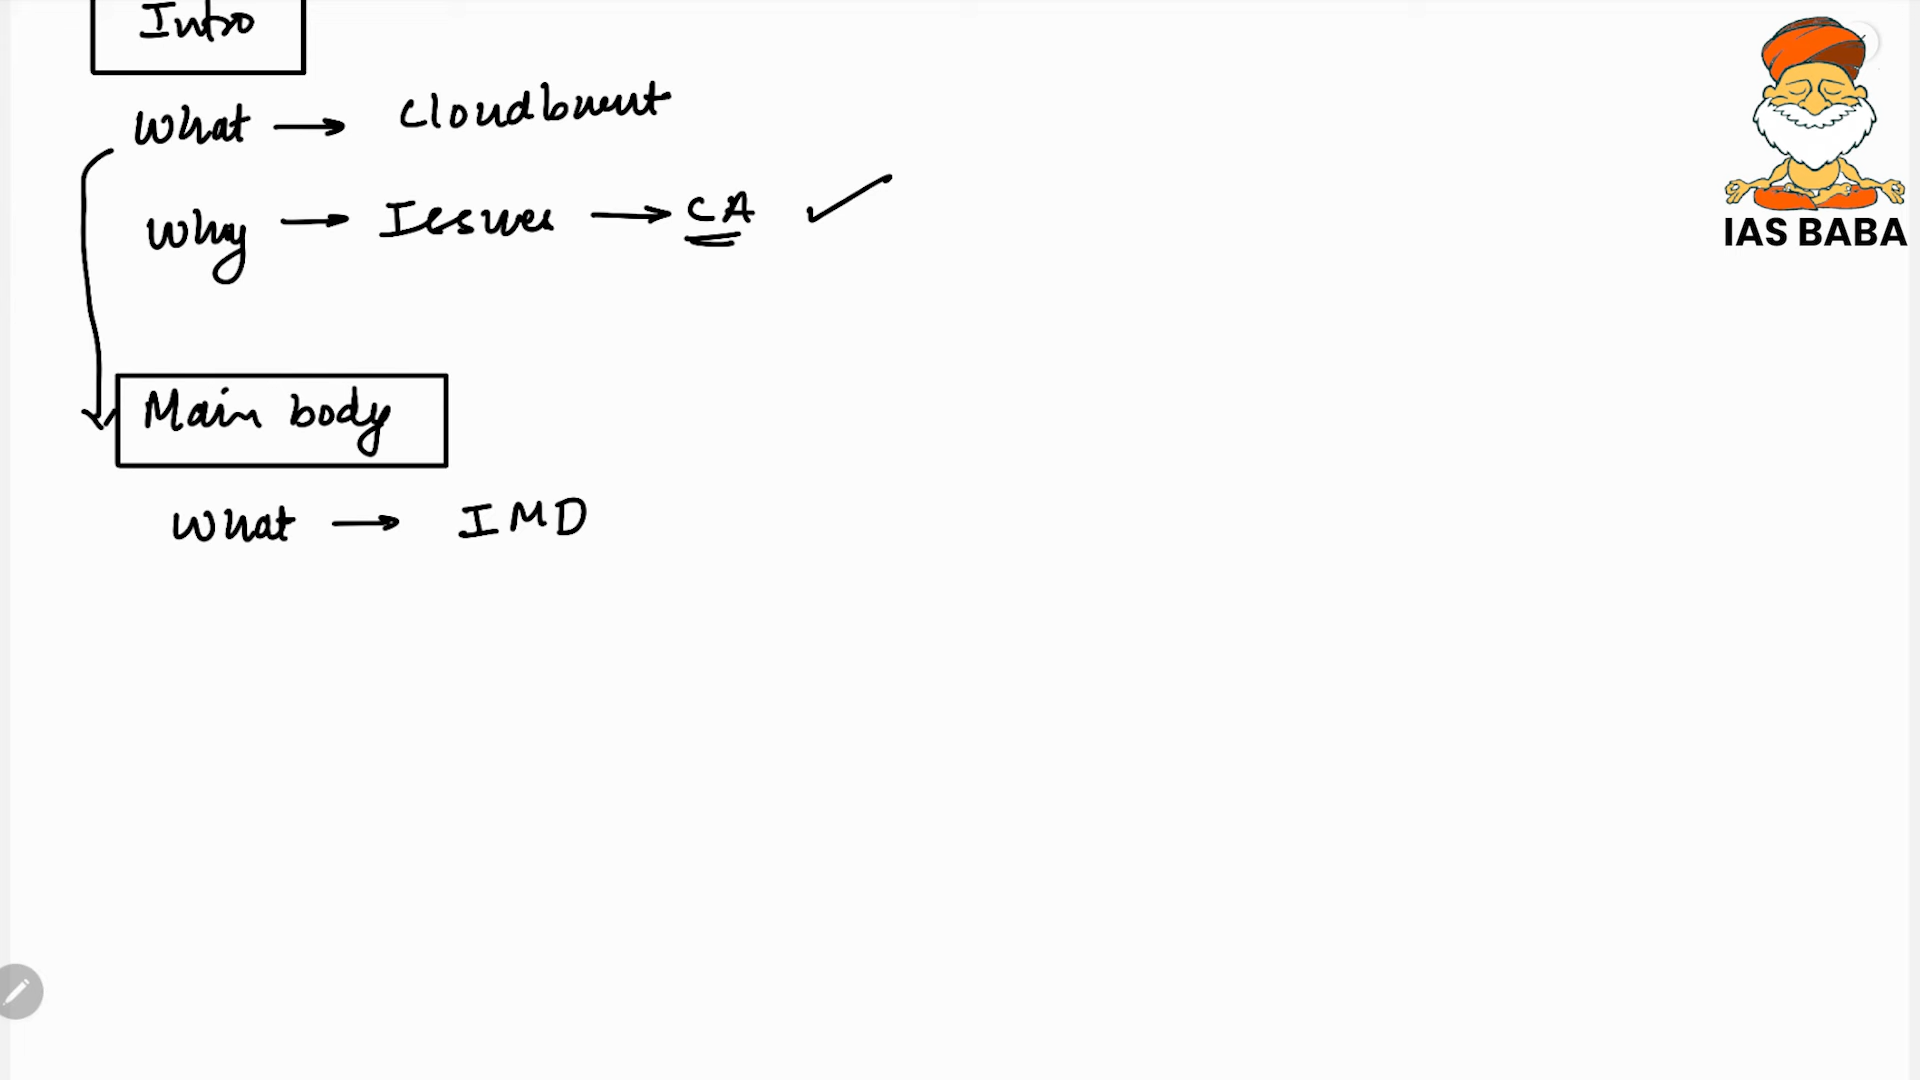 Intro
What → Cloudburst
Why → Issues → CA ✓
IAS BABA
Main body
What → IMD